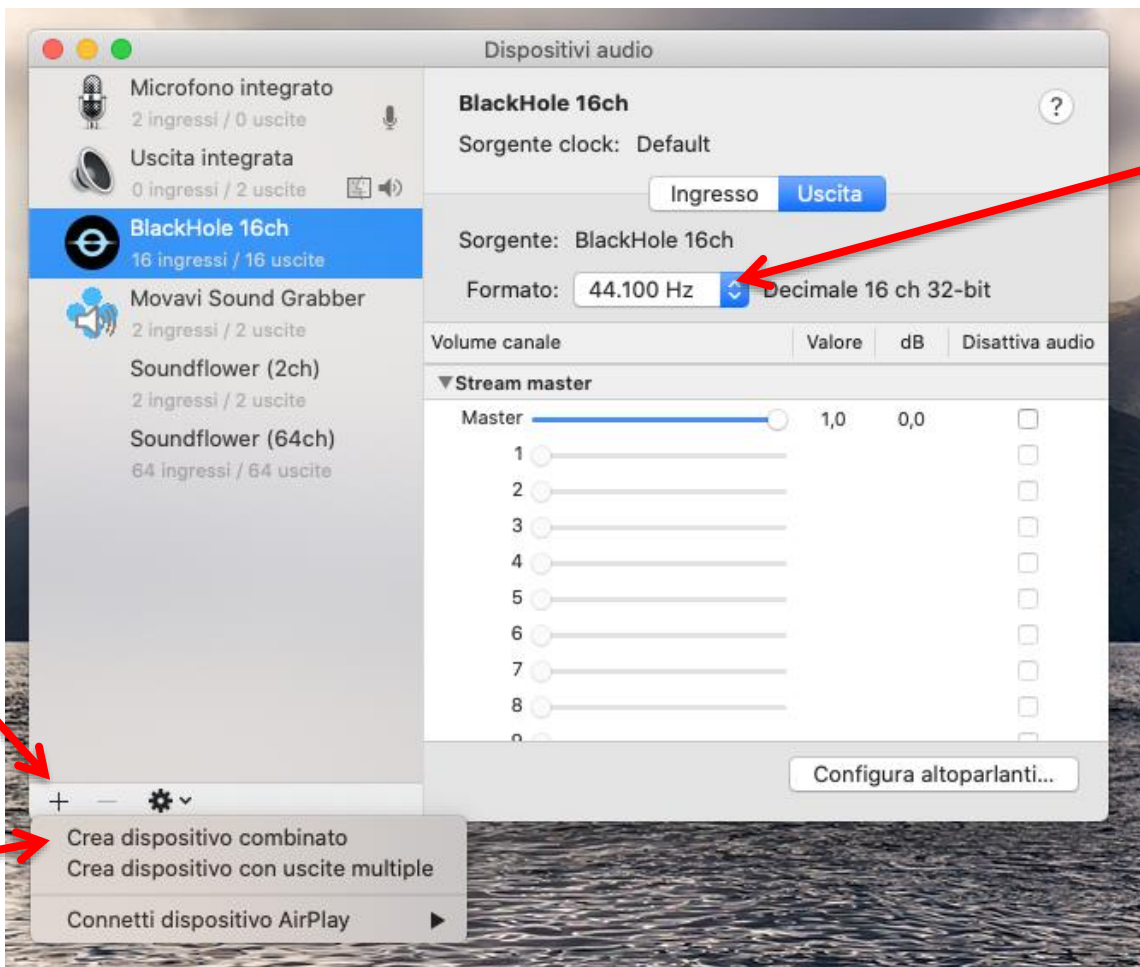 Dispositivi audio
Microfono integrato
2 ingressi / 0 uscite
Uscita integrata
0 ingressi / 2 uscite
BlackHole 16ch
16 ingressi / 16 uscite
Movavi Sound Grabber
2 ingressi / 2 uscite
Soundflower (2ch)
2 ingressi / 2 uscite
Soundflower (64ch)
64 ingressi / 64 uscite
BlackHole 16ch
?
Sorgente clock: Default
Ingresso Uscita
Sorgente: BlackHole 16ch
Formato: 44.100 Hz Decimale 16 ch 32-bit
Volume canale Valore dB Disattiva audio
▼Stream master
Master 1,0 0,0
1
2
3
4
5
6
7
8
9
Configura altoparlanti...
+ −
Crea dispositivo combinato
Crea dispositivo con uscite multiple
Connetti dispositivo AirPlay ▶